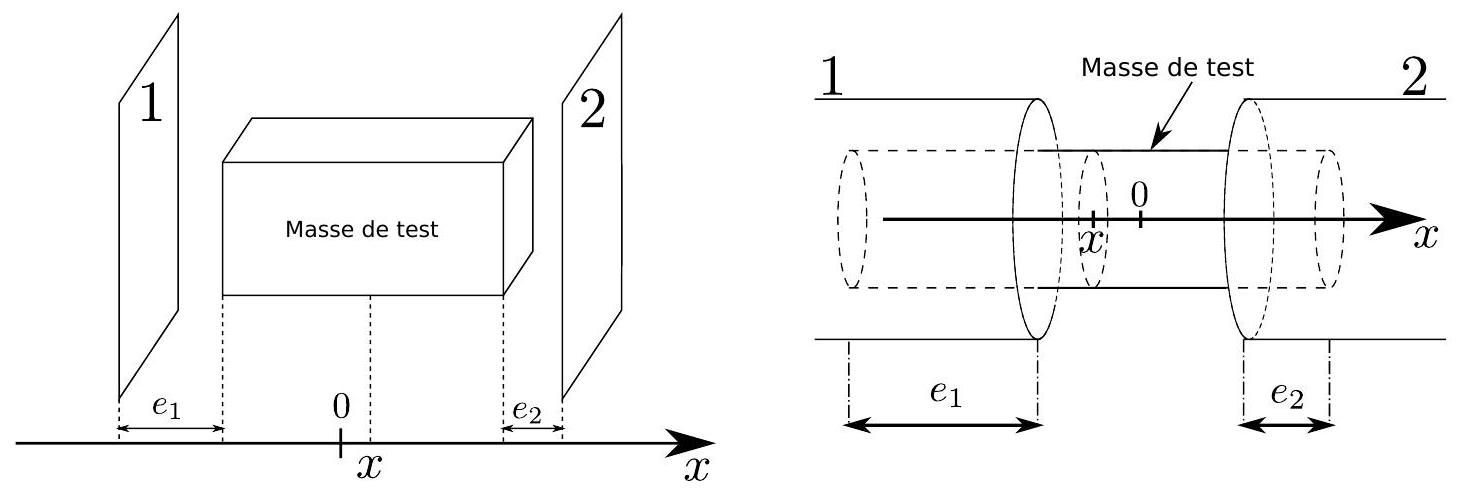 1
2
Masse de test
e₁
0
e₂
x
x
1
Masse de test
2
0
x
x
e₁
e₂